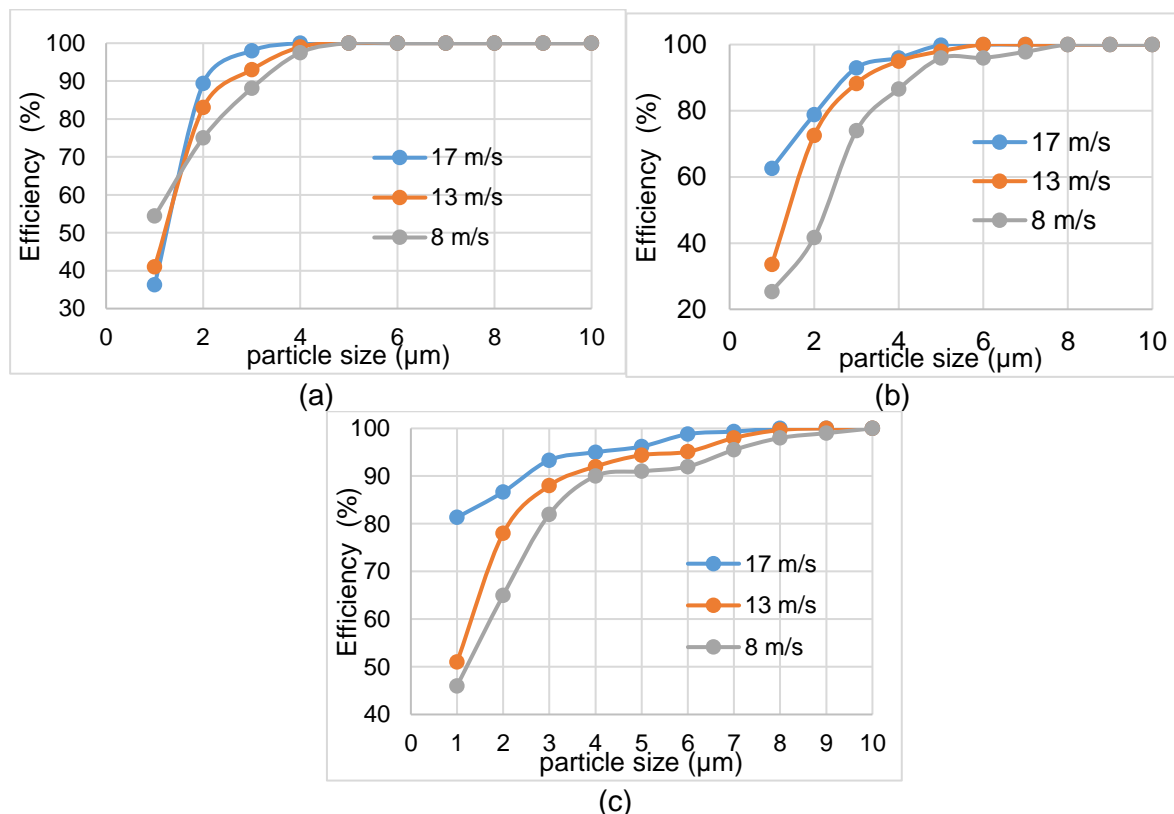 100
90
80
70
60
50
40
30
Efficiency (%)
17 m/s
13 m/s
8 m/s
0 2 4 6 8 10
particle size (µm)
(a)
100
80
60
40
20
Efficiency (%)
17 m/s
13 m/s
8 m/s
0 2 4 6 8 10
particle size (µm)
(b)
100
90
80
70
60
50
40
Efficiency (%)
17 m/s
13 m/s
8 m/s
0 1 2 3 4 5 6 7 8 9 10
particle size (µm)
(c)